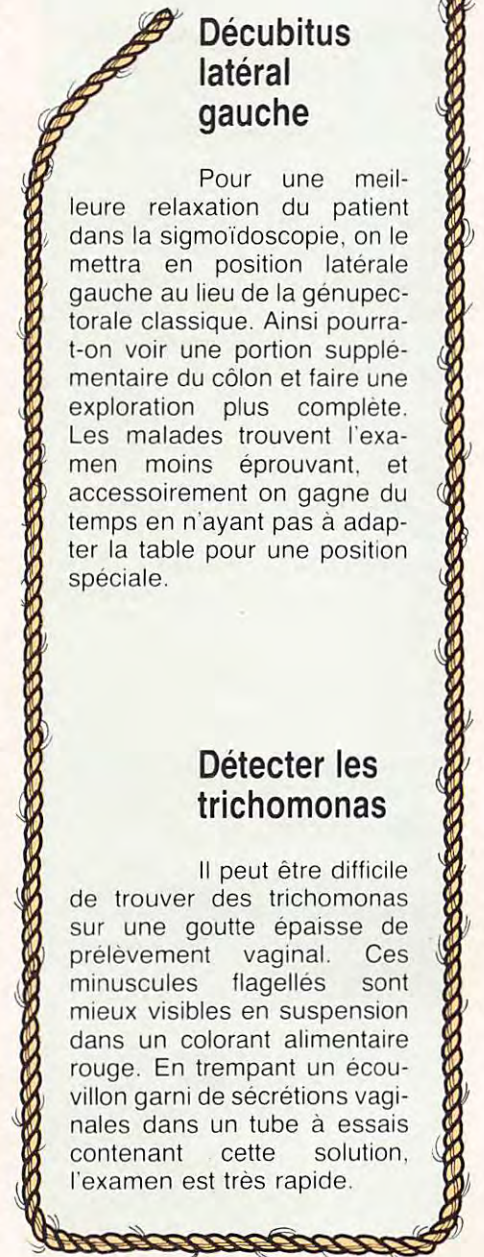 Décubitus
latéral
gauche
Pour une meil-
leure relaxation du patient
dans la sigmoïdoscopie, on le
mettra en position latérale
gauche au lieu de la génupec-
torale classique. Ainsi pourra-
t-on voir une portion supplé-
mentaire du côlon et faire une
exploration plus complète.
Les malades trouvent l'exa-
men moins éprouvant, et
accessoirement on gagne du
temps en n'ayant pas à adap-
ter la table pour une position
spéciale.
Détecter les
trichomonas
Il peut être difficile
de trouver des trichomonas
sur une goutte épaisse de
prélèvement vaginal. Ces
minuscules flagellés sont
mieux visibles en suspension
dans un colorant alimentaire
rouge. En trempant un écou-
villon garni de sécrétions vagi-
nales dans un tube à essais
contenant cette solution,
l'examen est très rapide.